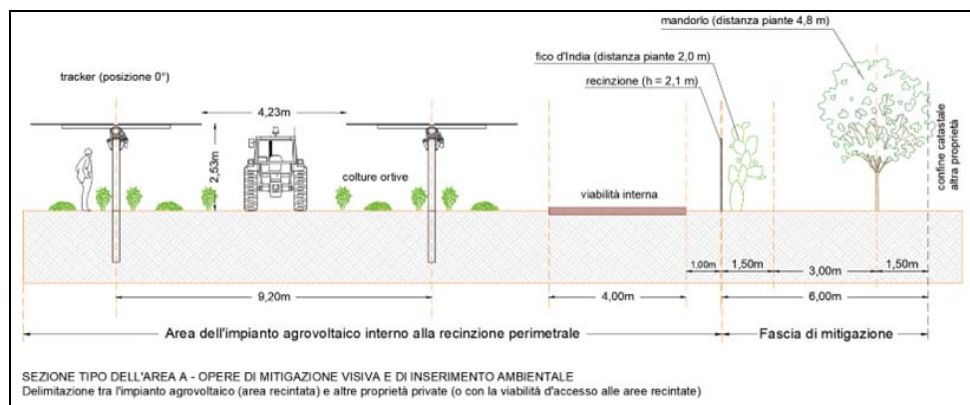 mandorlo (distanza piante 4,8 m)
fico d'India (distanza piante 2,0 m)
tracker (posizione 0°)
recinzione (h = 2,1 m)
4,23m
2,53m
colture ortive
viabilità interna
confine catastale
altra proprietà
1,00m
1,50m
3,00m
1,50m
9,20m
4,00m
6,00m
Area dell'impianto agrovoltaico interno alla recinzione perimetrale
Fascia di mitigazione
SEZIONE TIPO DELL'AREA A - OPERE DI MITIGAZIONE VISIVA E DI INSERIMENTO AMBIENTALE
Delimitazione tra l'impianto agrovoltaico (area recintata) e altre proprietà private (o con la viabilità d'accesso alle aree recintate)